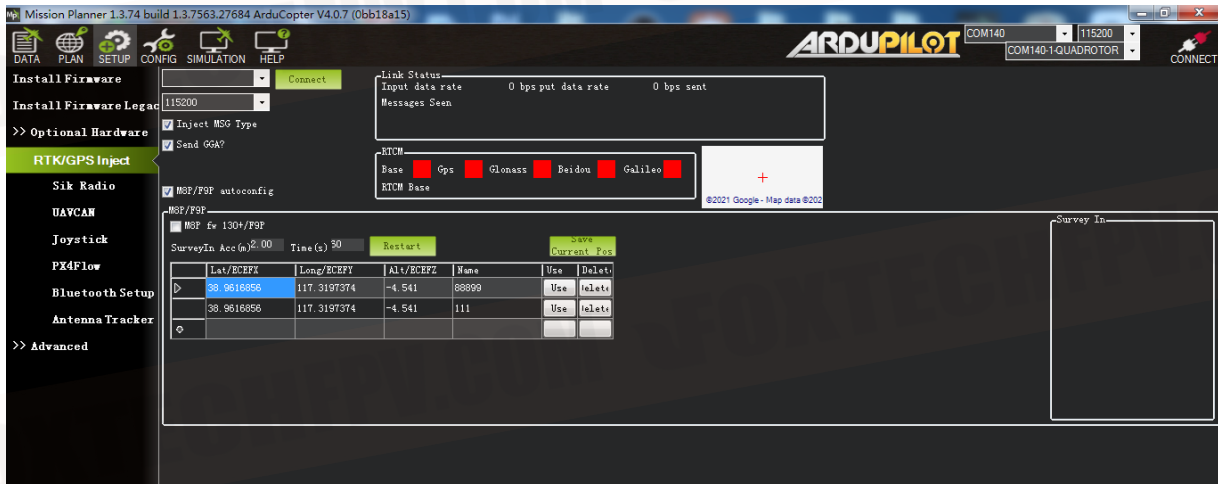 Mission Planner 1.3.74 build 1.3.7563.27684 ArduCopter V4.0.7 (0bb18a15)
DATA PLAN SETUP CONFIG SIMULATION HELP
ARDUPILOT
COM140 115200
COM140-1-QUADROTOR
CONNECT
Install Firmware
Install Firmware Legac
>> Optional Hardware
RTK/GPS Inject
Sik Radio
UAVCAN
Joystick
PX4Flow
Bluetooth Setup
Antenna Tracker
>> Advanced
Connect
115200
Inject MSG Type
Send GGA?
M8P/F9P autoconfig
Link Status
Input data rate 0 bps put data rate 0 bps sent
Messages Seen
RTCM
Base Gps Glonass Beidou Galileo
RTCM Base
©2021 Google - Map data ©202
M8P/F9P
M8P fw 130+/F9P
SurveyIn Acc(m) 2.00 Time(s) Restart Save
Current Pos
Lat/ECEFX Long/ECEFY Alt/ECEFZ Name Use Delet
38.9616856 117.3197374 -4.541 88899 Use elete
38.9616856 117.3197374 -4.541 111 Use elete
Survey In